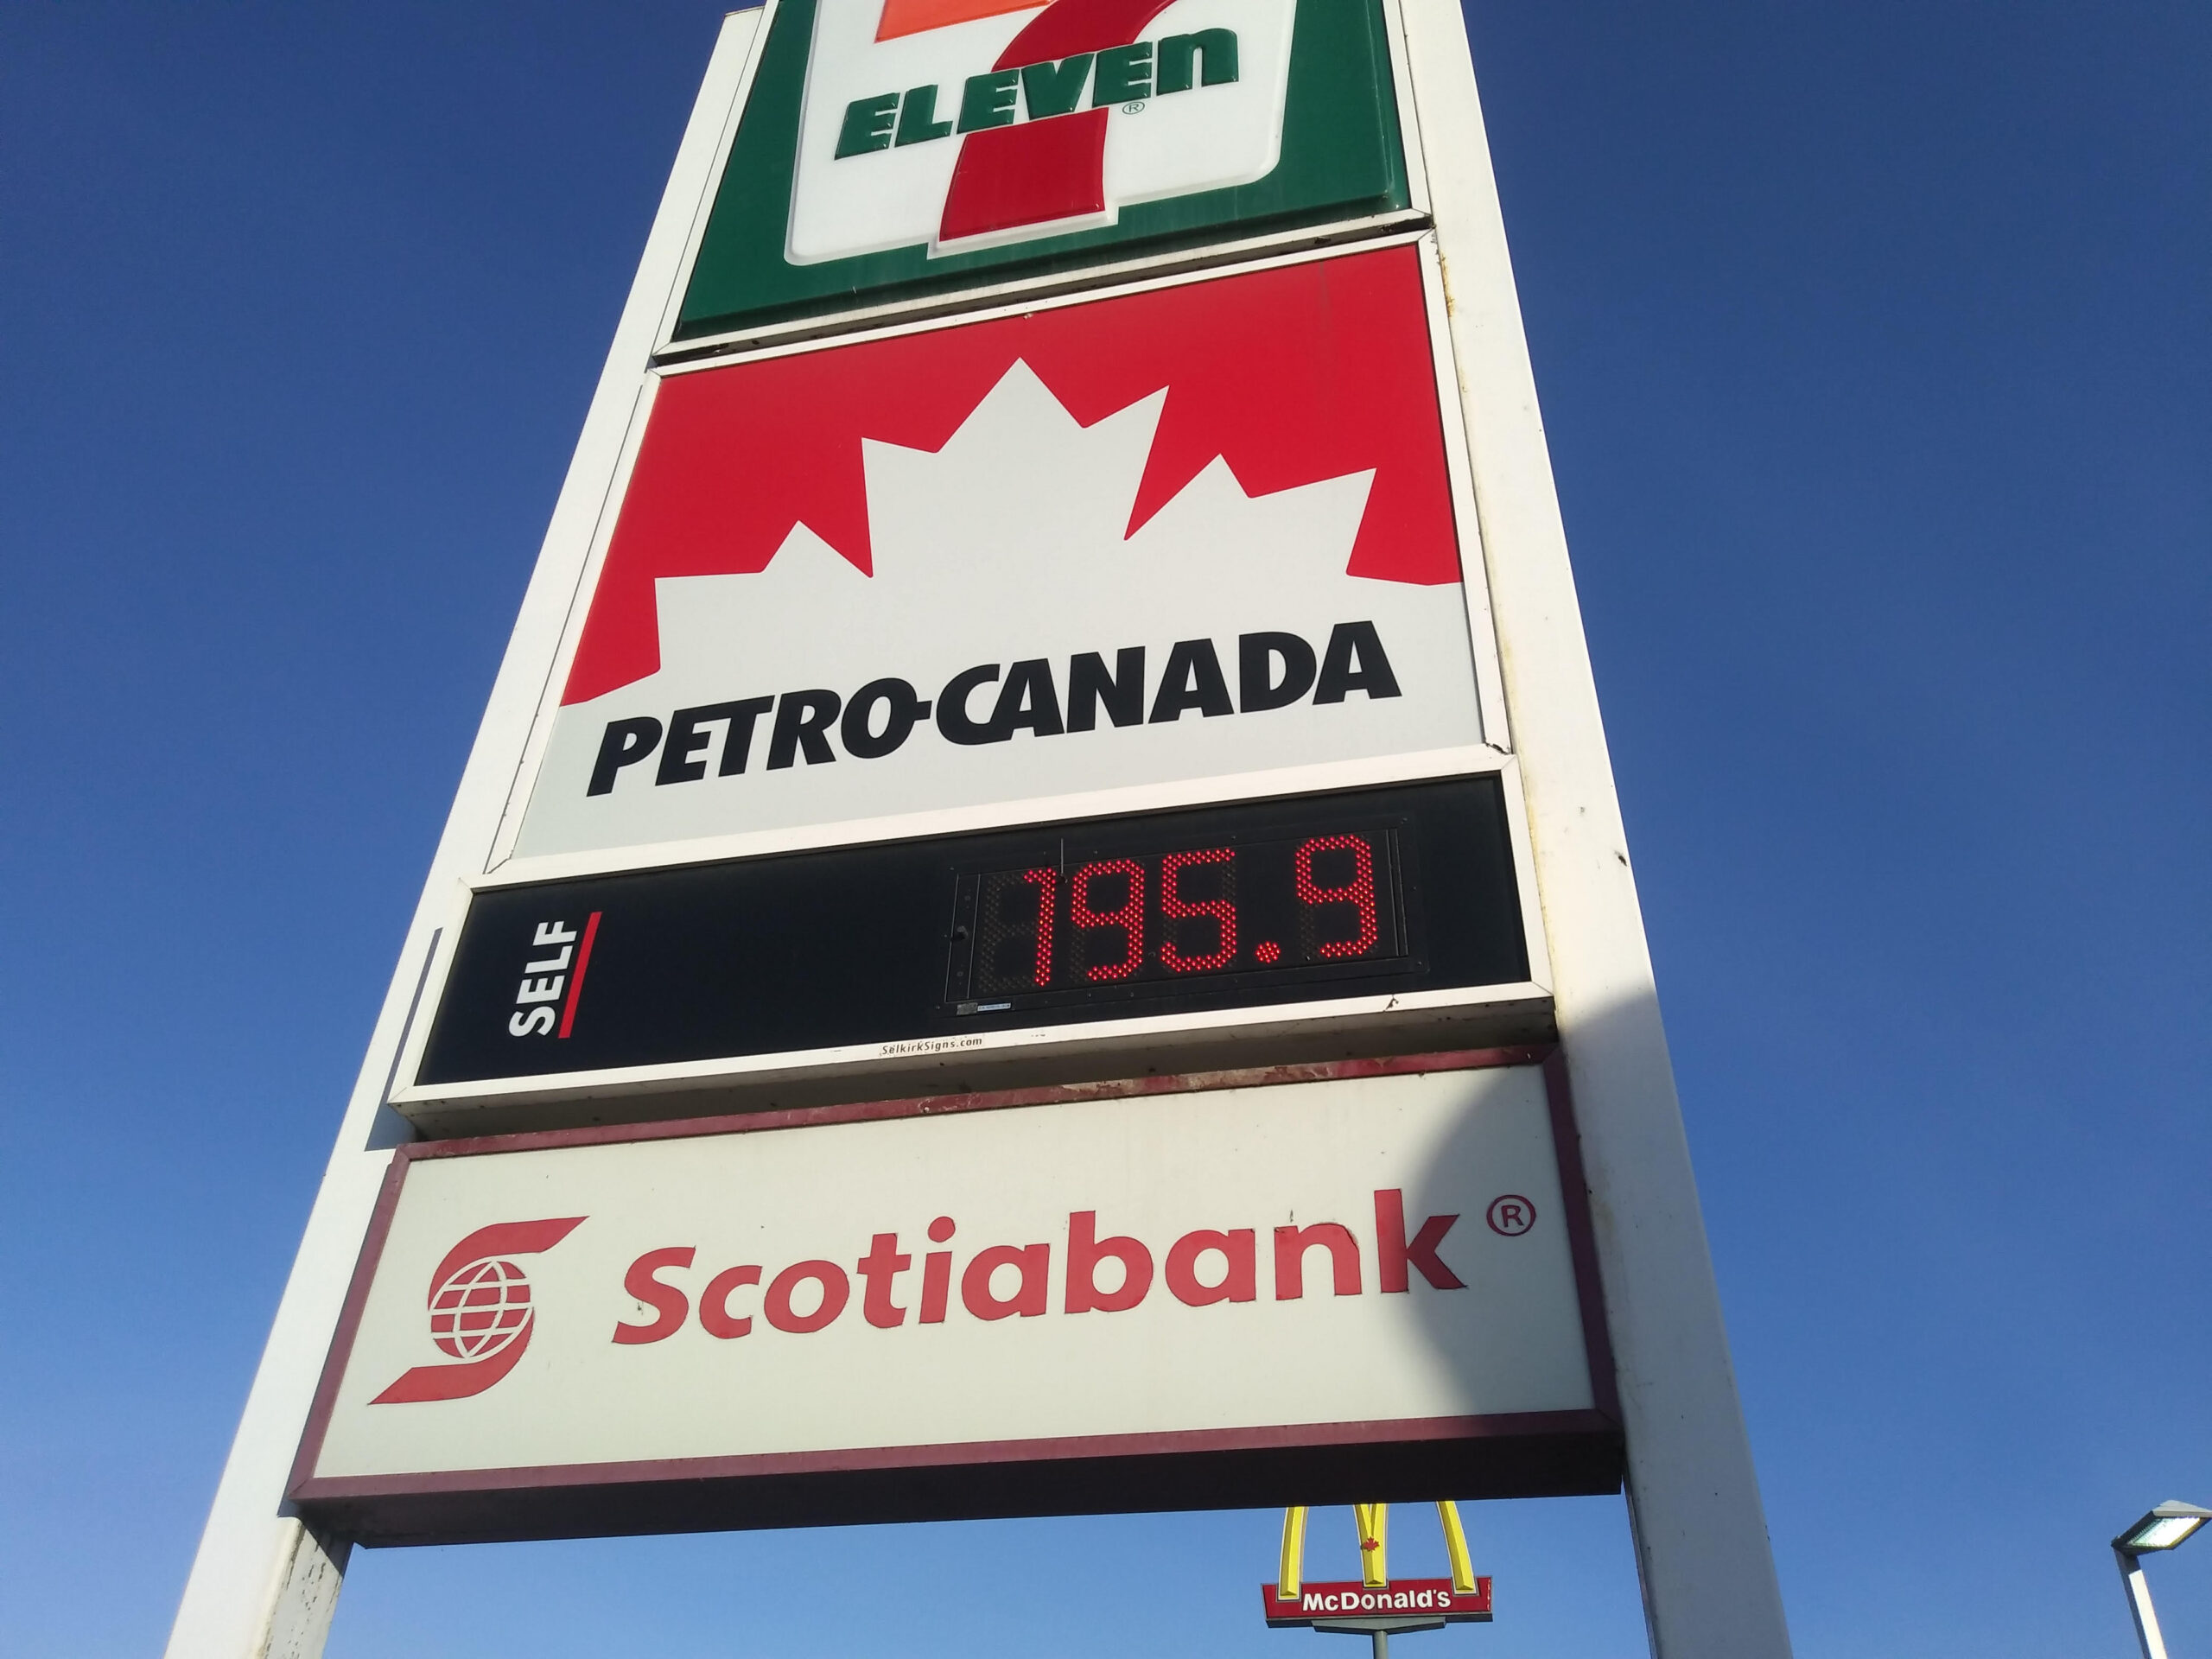 7
ELEVEn
®
PETRO-CANADA
SELF
195.9
SelkirkSigns.com
Scotiabank®
McDonald's